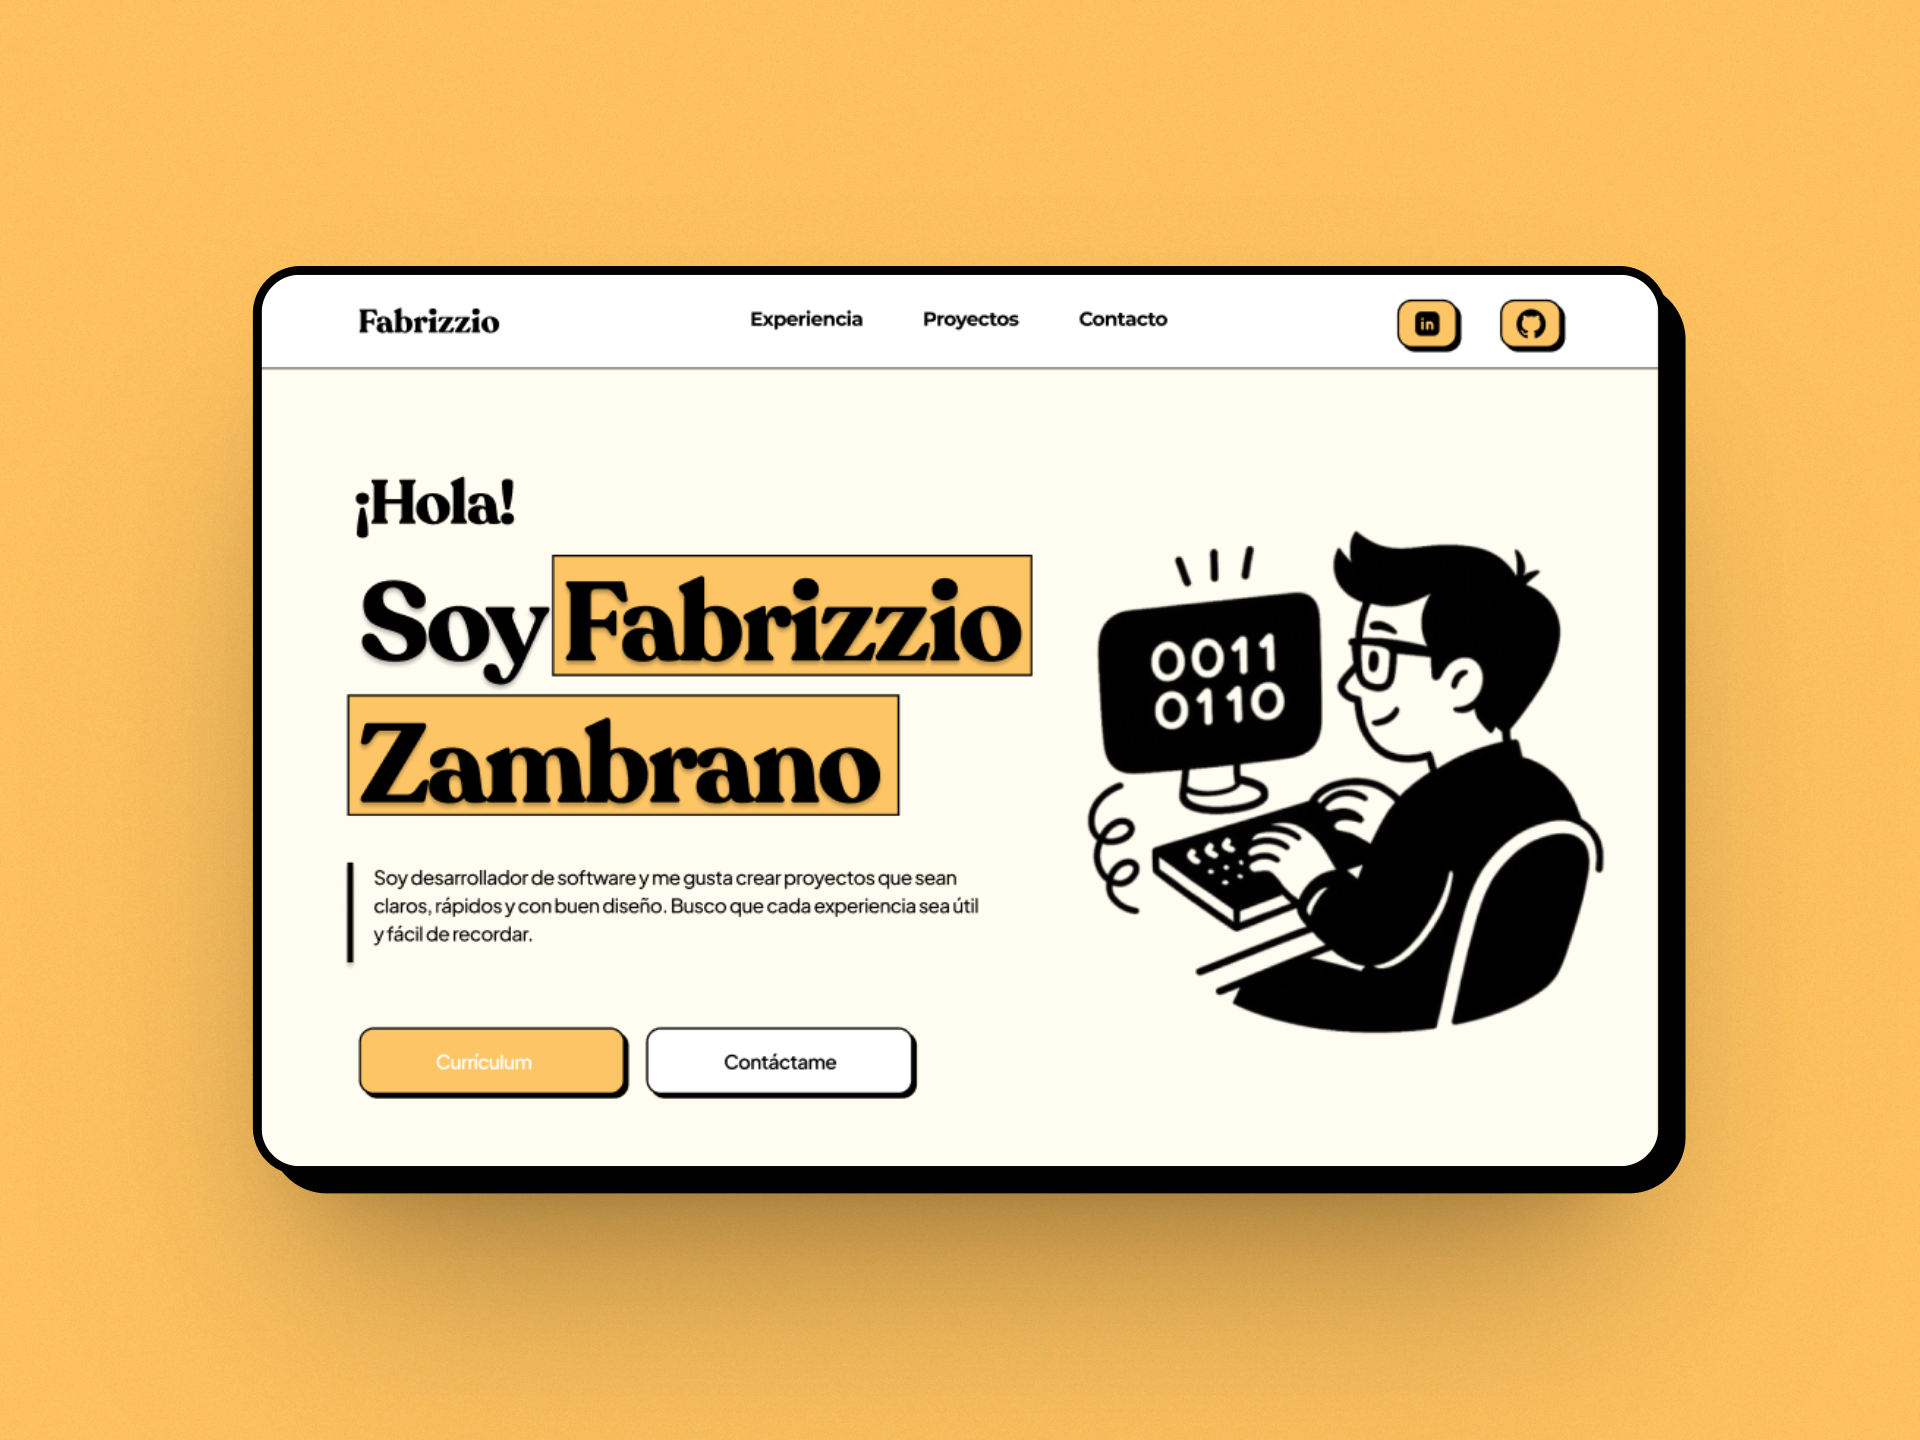 Fabrizzio
Experiencia
Proyectos
Contacto
in
¡Hola!
Soy Fabrizzio
Zambrano
0011
0110
Soy desarrollador de software y me gusta crear proyectos que sean
claros, rápidos y con buen diseño. Busco que cada experiencia sea útil
y fácil de recordar.
Currículum
Contáctame